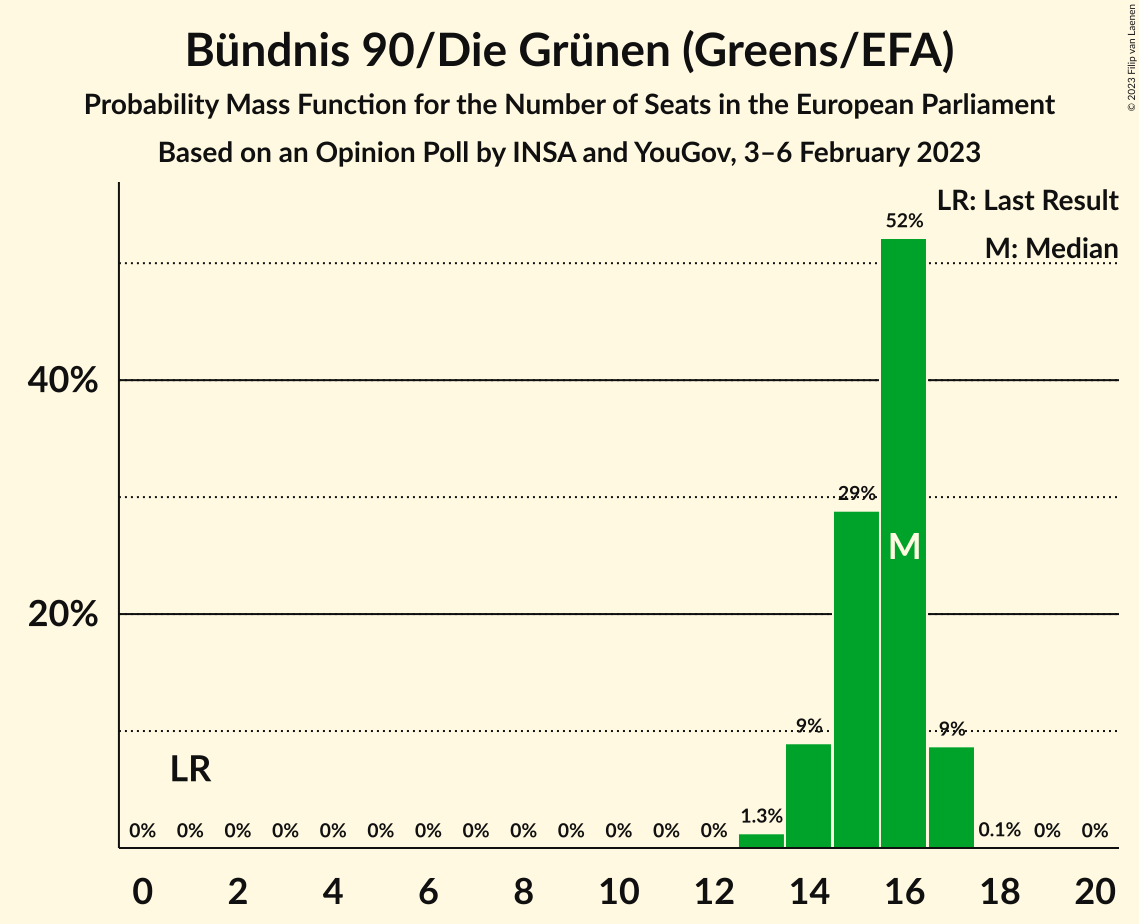 Bündnis 90/Die Grünen (Greens/EFA)
Probability Mass Function for the Number of Seats in the European Parliament
Based on an Opinion Poll by INSA and YouGov, 3–6 February 2023
© 2023 Filip van Laenen
LR: Last Result
M: Median
52%
40%
29%
M
20%
9%
9%
LR
0% 0% 0% 0% 0% 0% 0% 0% 0% 0% 0% 0% 0% 1.3% 0.1% 0% 0%
0 2 4 6 8 10 12 14 16 18 20